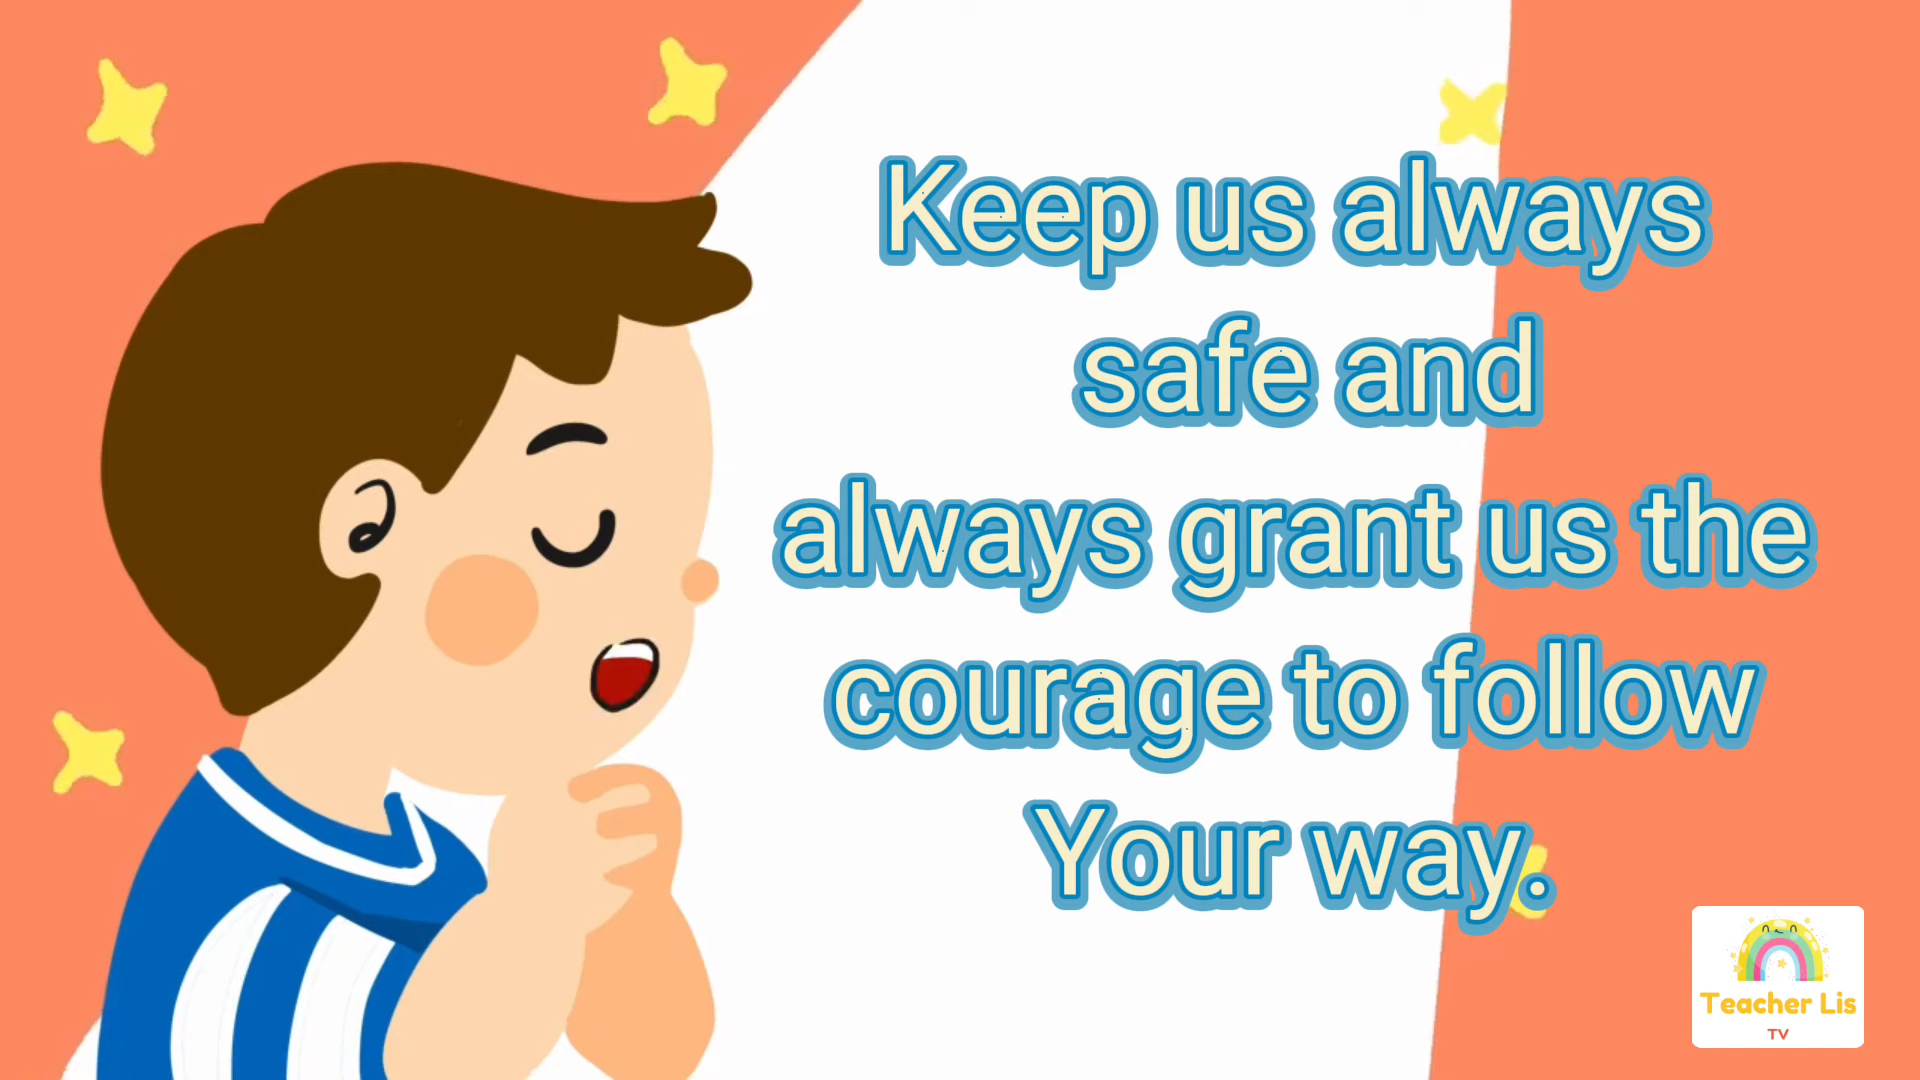 Keep us always
safe and
always grant us the
courage to follow
Your way.
Teacher Lis
TV